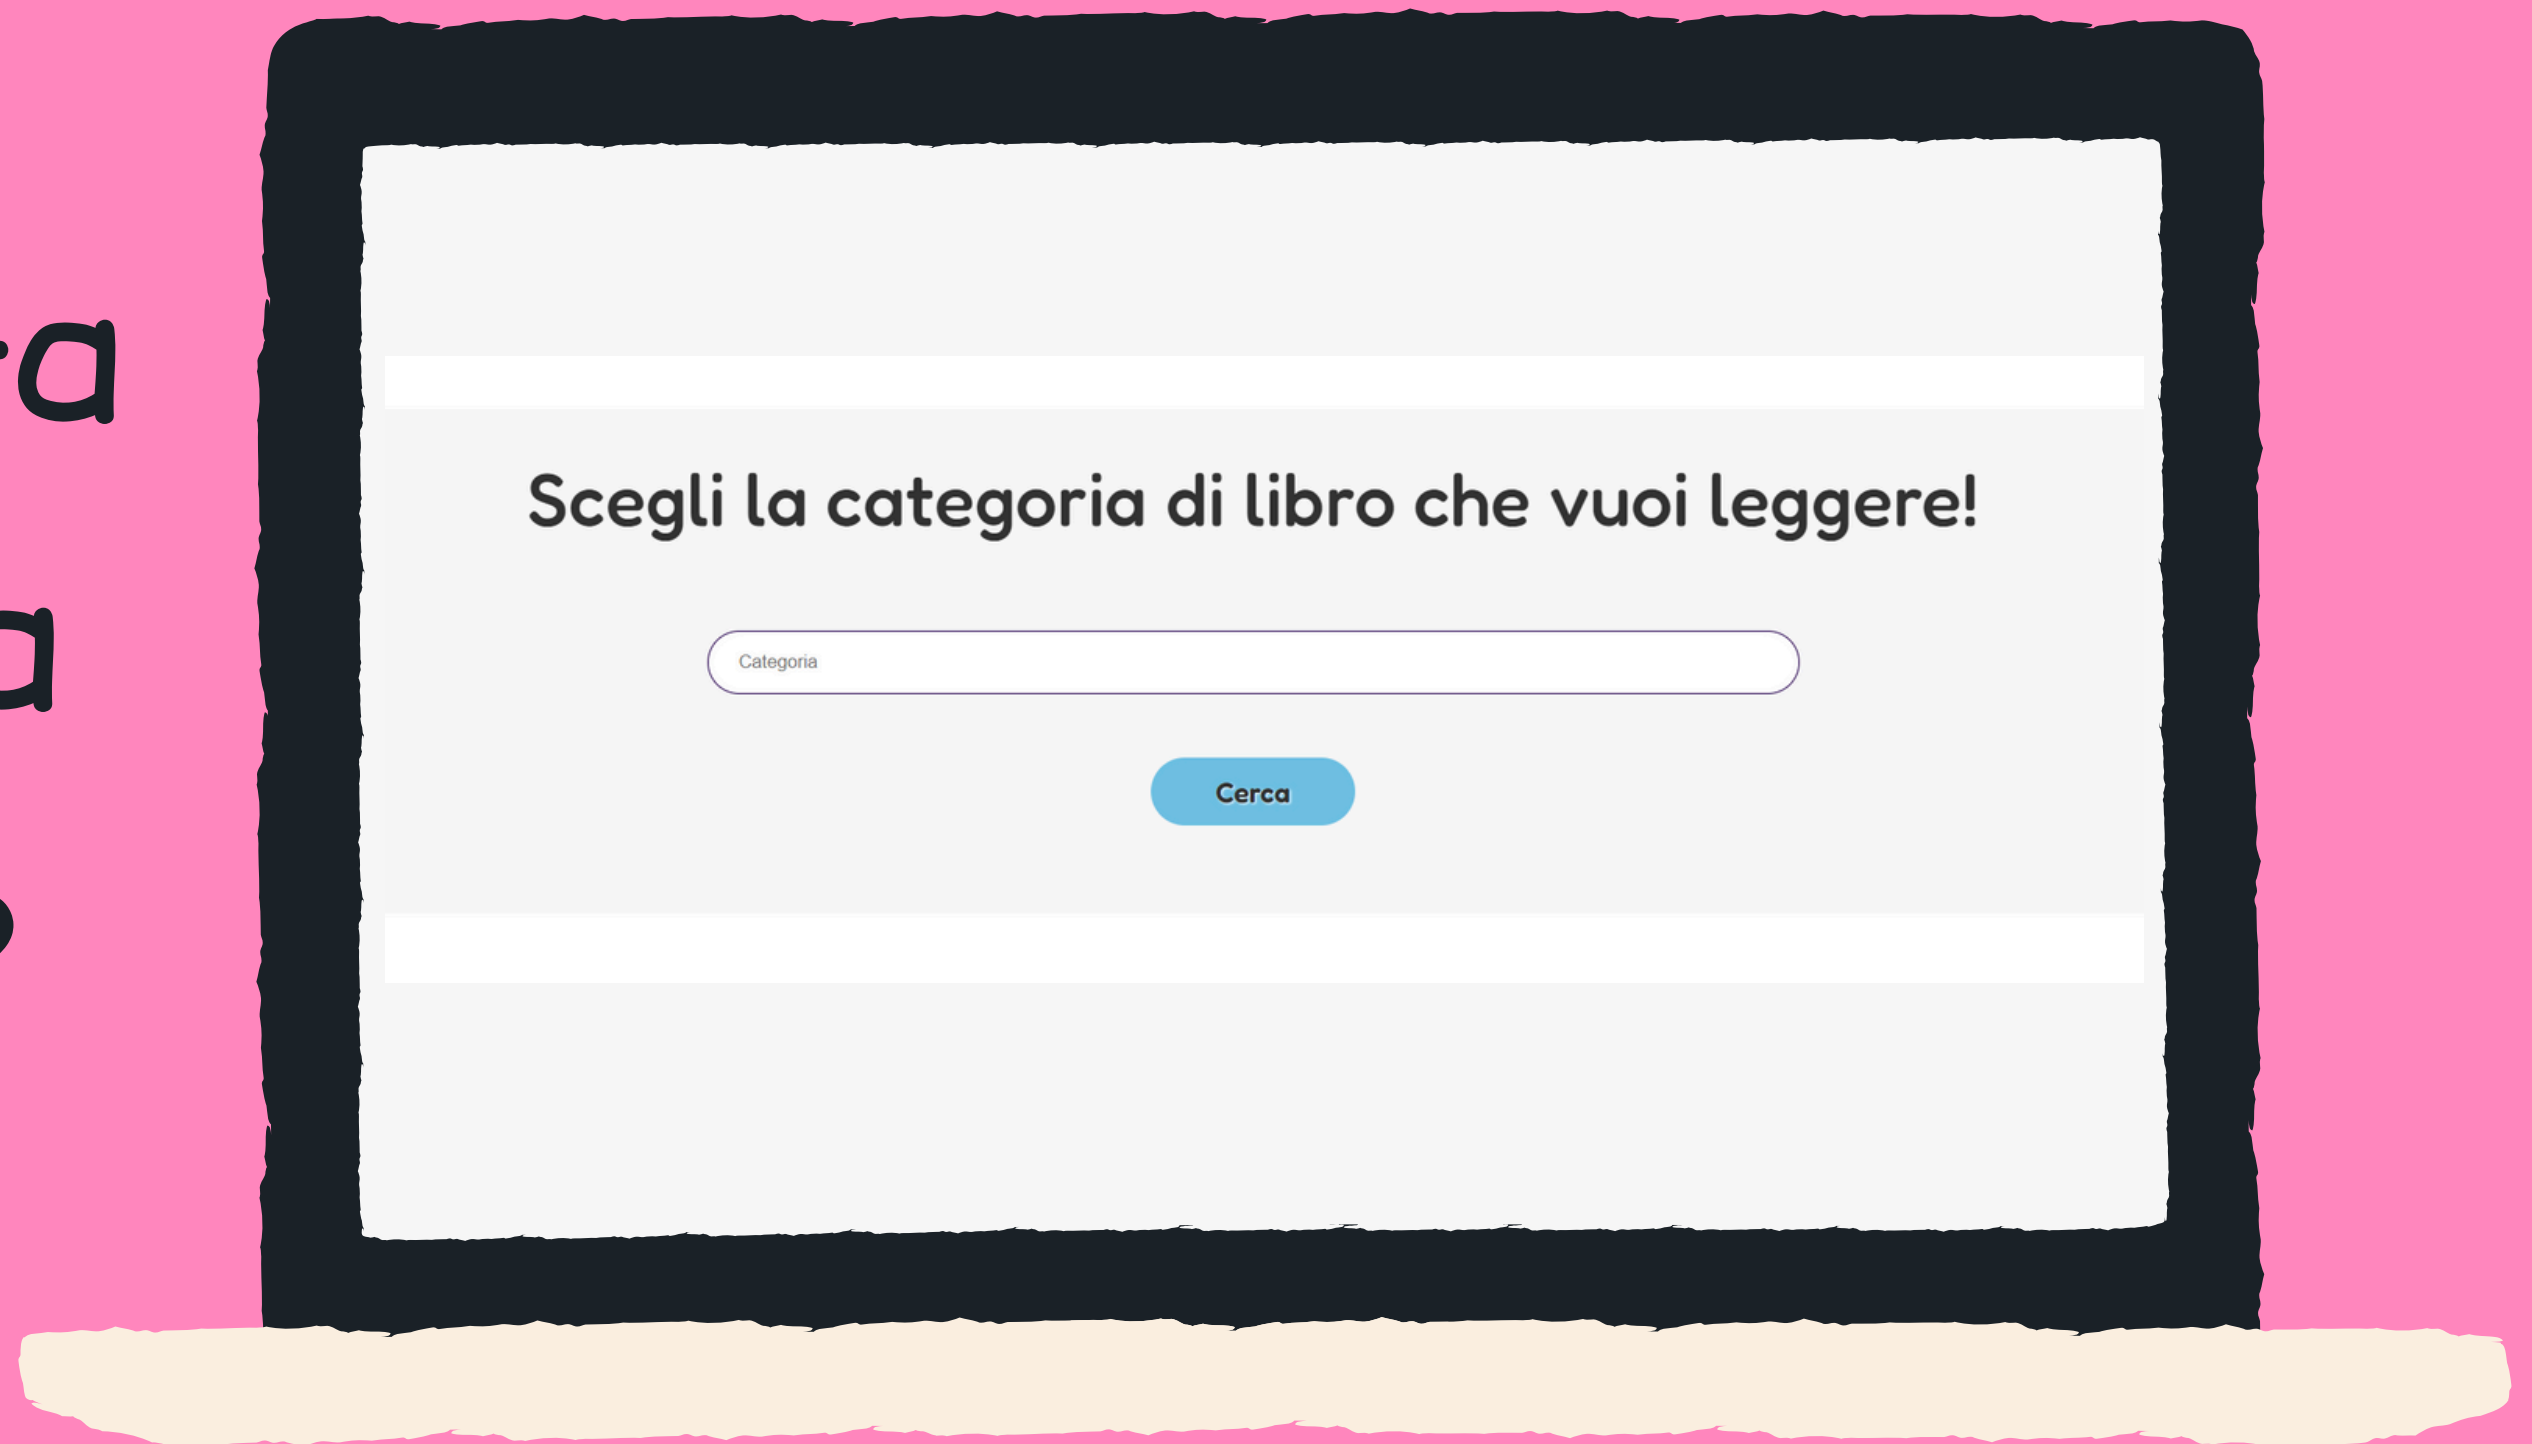 Scegli la categoria di libro che vuoi leggere!
Categoria
Cerca